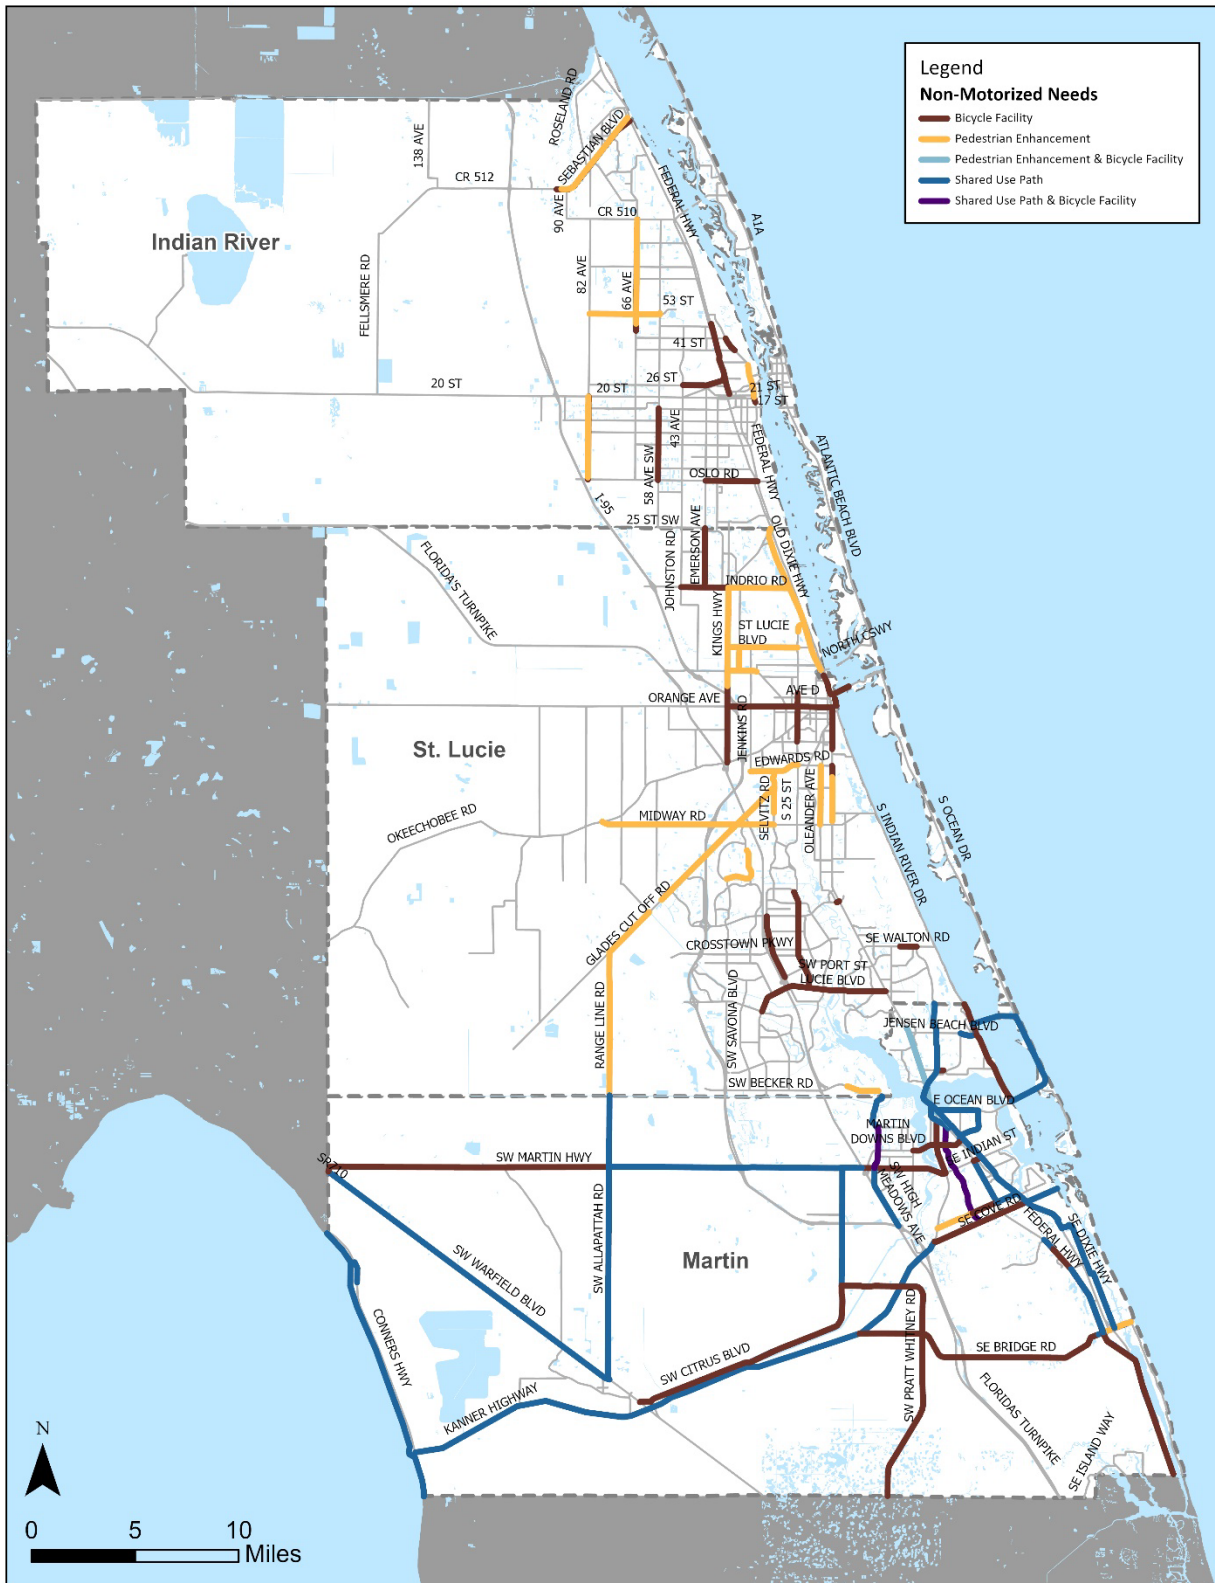 Legend
Non-Motorized Needs
Bicycle Facility
Pedestrian Enhancement
Pedestrian Enhancement & Bicycle Facility
Shared Use Path
Shared Use Path & Bicycle Facility
ROSELAND RD
138 AVE
SEBASTIAN BLVD
CR 512
FEDERAL HWY
90 AVE
CR 510
A1A
Indian River
FELLSMERE RD
82 AVE
66 AVE
53 ST
41 ST
26 ST
20 ST
20 ST
21 ST
17 ST
43 AVE
58 AVE SW
FEDERAL HWY
ATLANTIC BEACH BLVD
OSLO RD
I-95
25 ST SW
EMERSON AVE
JOHNSTON RD
OLD DIXIE HWY
FLORIDA'S TURNPIKE
INDRIO RD
KINGS HWY
ST LUCIE
BLVD
NORTH CSWY
ORANGE AVE
AVE D
JENKINS RD
St. Lucie
EDWARDS RD
SELVITZ RD
S 25 ST
OLEANDER AVE
MIDWAY RD
OKEECHOBEE RD
S INDIAN RIVER DR
S OCEAN DR
GLADES CUT OFF RD
CROSSTOWN PKWY
SE WALTON RD
SW PORT ST
LUCIE BLVD
SW SAVONA BLVD
RANGE LINE RD
JENSEN BEACH BLVD
SW BECKER RD
E OCEAN BLVD
MARTIN
DOWNS BLVD
SE INDIAN ST
SW MARTIN HWY
SR710
SW HIGH
MEADOWS AVE
SE COVE RD
SW ALLAPATTAH RD
FEDERAL HWY
SE DIXIE HWY
Martin
SW WARFIELD BLVD
CONNERS HWY
SW PRATT WHITNEY RD
SW CITRUS BLVD
SE BRIDGE RD
KANNER HIGHWAY
FLORIDAS TURNPIKE
SE ISLAND WAY
N
0 5 10
Miles